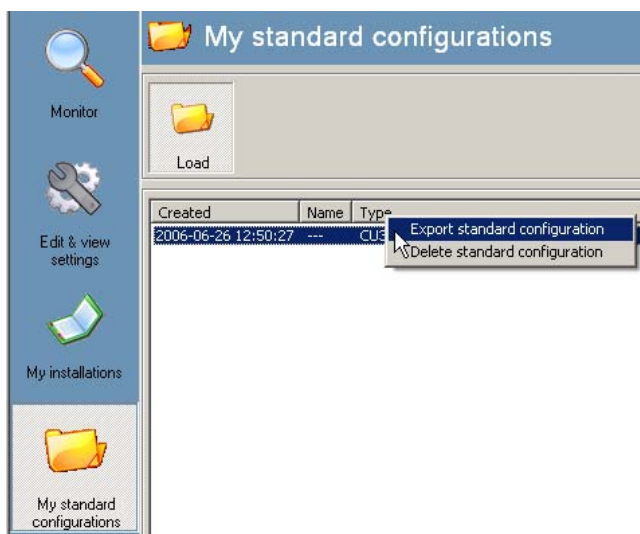 My standard configurations
Monitor
Load
Edit & view
settings
Created Name Type
2006-06-26 12:50:27 ---
Export standard configuration
Delete standard configuration
My installations
My standard
configurations